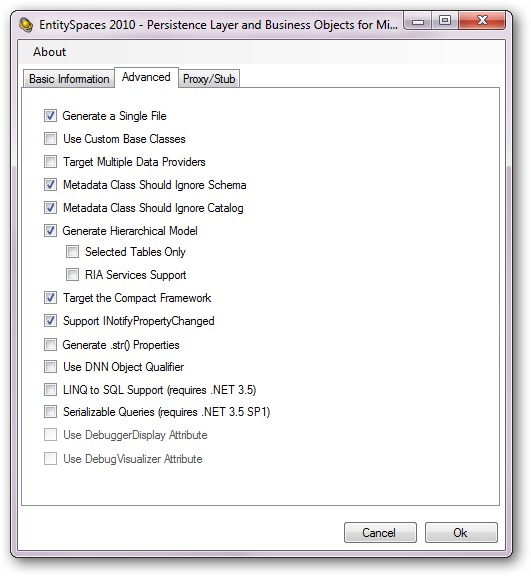 EntitySpaces 2010 - Persistence Layer and Business Objects for Mi...
About
Basic Information Advanced Proxy/Stub
Generate a Single File
Use Custom Base Classes
Target Multiple Data Providers
Metadata Class Should Ignore Schema
Metadata Class Should Ignore Catalog
Generate Hierarchical Model
Selected Tables Only
RIA Services Support
Target the Compact Framework
Support INotifyPropertyChanged
Generate .str() Properties
Use DNN Object Qualifier
LINQ to SQL Support (requires .NET 3.5)
Serializable Queries (requires .NET 3.5 SP1)
Use DebuggerDisplay Attribute
Use DebugVisualizer Attribute
Cancel Ok